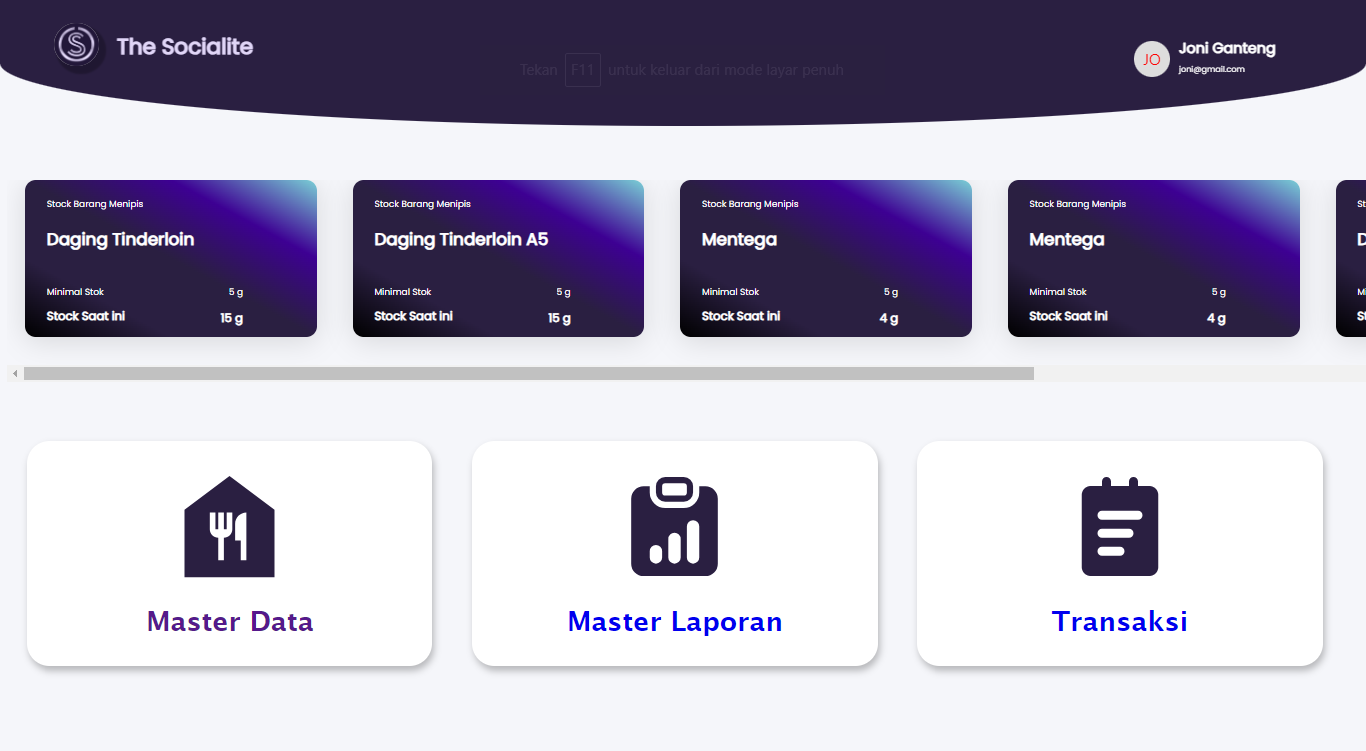 The Socialite
Tekan F11 untuk keluar dari mode layar penuh
JO
Joni Ganteng
joni@gmail.com
Stock Barang Menipis
Daging Tinderloin
Minimal Stok 5 g
Stock Saat ini 15 g
Stock Barang Menipis
Daging Tinderloin A5
Minimal Stok 5 g
Stock Saat ini 15 g
Stock Barang Menipis
Mentega
Minimal Stok 5 g
Stock Saat ini 4 g
Stock Barang Menipis
Mentega
Minimal Stok 5 g
Stock Saat ini 4 g
Master Data
Master Laporan
Transaksi